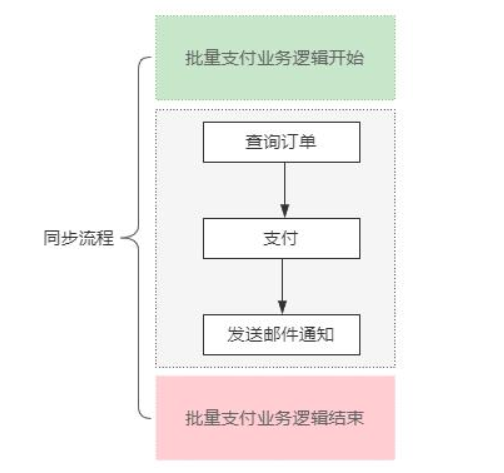 批量支付业务逻辑开始
查询订单
同步流程
支付
发送邮件通知
批量支付业务逻辑结束